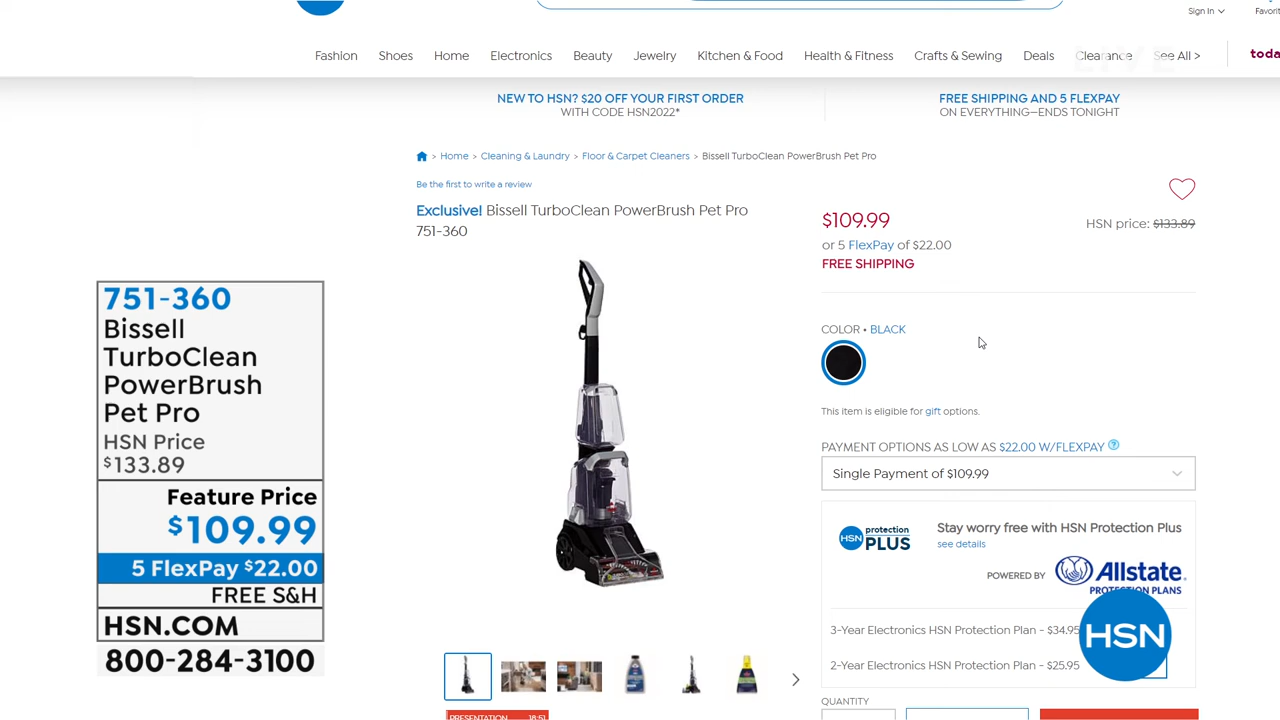 Sign In
Fashion
Shoes
Home
Electronics
Beauty
Jewelry
Kitchen & Food
Health & Fitness
Crafts & Sewing
Deals
Clearance
See All >
NEW TO HSN? $20 OFF YOUR FIRST ORDER
WITH CODE HSN2022*
FREE SHIPPING AND 5 FLEXPAY
ON EVERYTHING—ENDS TONIGHT
Home > Cleaning & Laundry > Floor & Carpet Cleaners > Bissell TurboClean PowerBrush Pet Pro
Be the first to write a review
Exclusive! Bissell TurboClean PowerBrush Pet Pro
751-360
$109.99
HSN price: $133.89
or 5 FlexPay of $22.00
FREE SHIPPING
COLOR • BLACK
This item is eligible for gift options.
PAYMENT OPTIONS AS LOW AS $22.00 W/FLEXPAY ?
Single Payment of $109.99
HSN protection PLUS
Stay worry free with HSN Protection Plus
see details
POWERED BY
Allstate
PROTECTION PLANS
3-Year Electronics HSN Protection Plan - $34.95
2-Year Electronics HSN Protection Plan - $25.95
HSN
QUANTITY
PRESENTATION 18:51
751-360
Bissell
TurboClean
PowerBrush
Pet Pro
HSN Price
$133.89
Feature Price
$109.99
5 FlexPay $22.00
FREE S&H
HSN.COM
800-284-3100